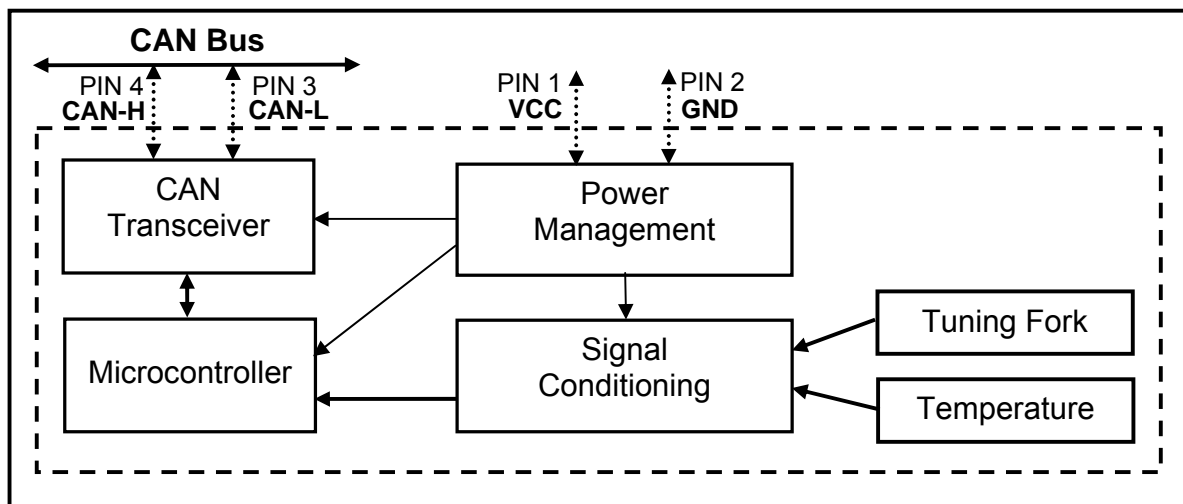 CAN Bus
PIN 4
CAN-H
PIN 3
CAN-L
PIN 1
VCC
PIN 2
GND
CAN
Transceiver
Power
Management
Microcontroller
Signal
Conditioning
Tuning Fork
Temperature